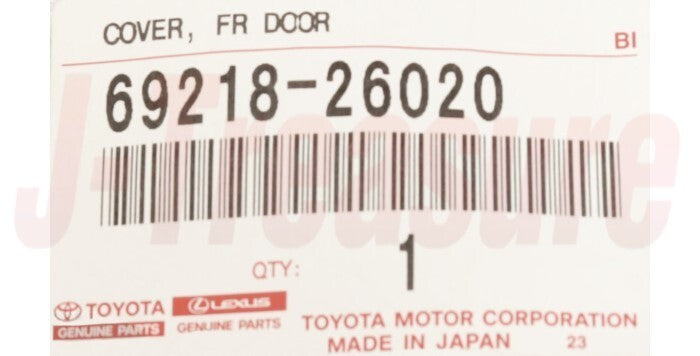 COVER, FR DOOR
BI
69218-26020
J-Treasure
QTY: 1
TOYOTA LEXUS
GENUINE PARTS GENUINE PARTS
TOYOTA MOTOR CORPORATION
MADE IN JAPAN 23